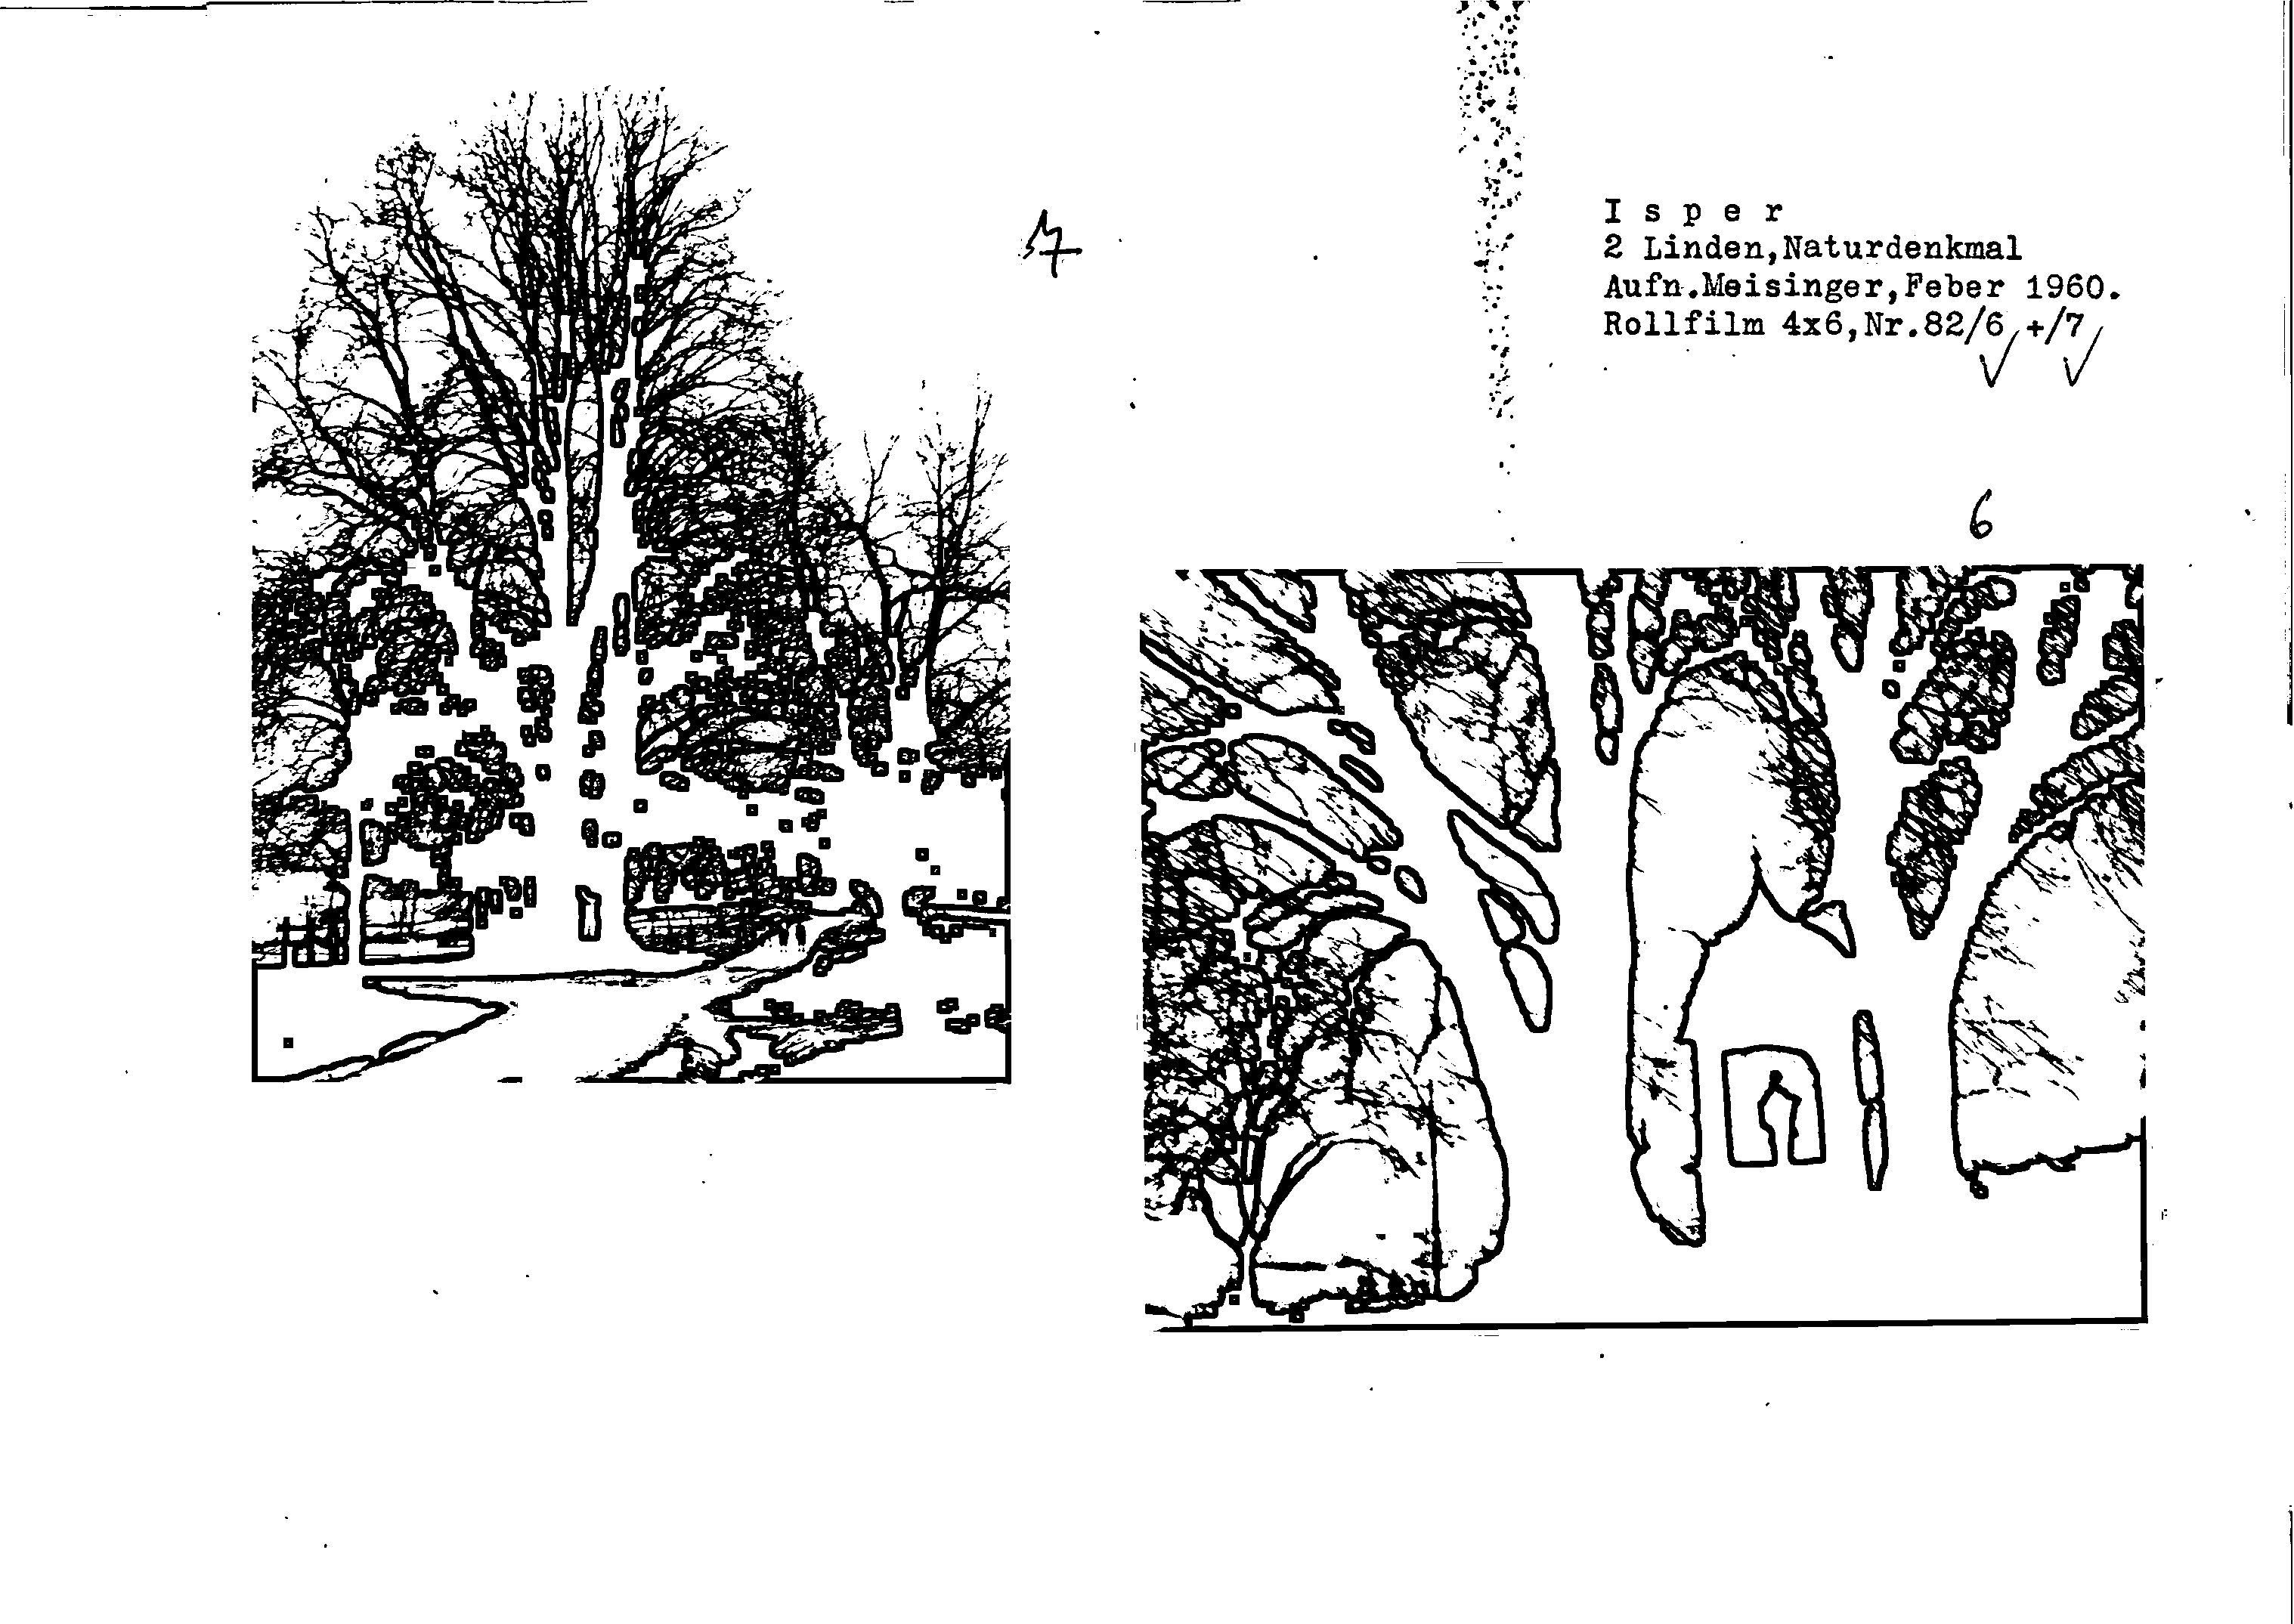 7
I s p e r
2 Linden,Naturdenkmal
Aufn.Meisinger,Feber 1960.
Rollfilm 4x6,Nr.82/6 +/7
6